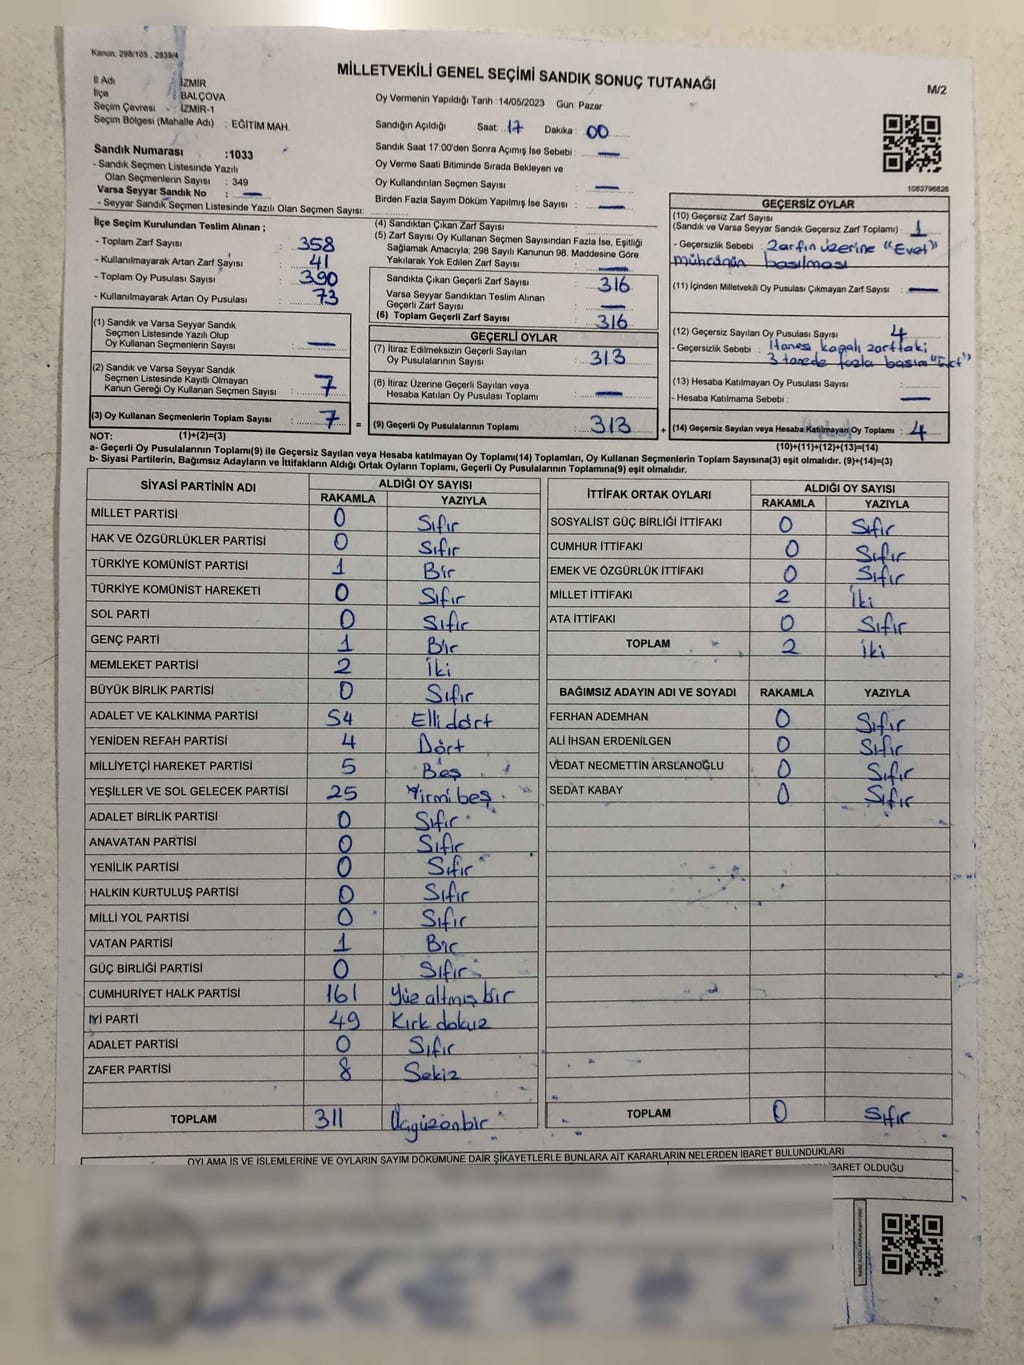 Kanun: 298/105 , 2839/4
MİLLETVEKİLİ GENEL SEÇİMİ SANDIK SONUÇ TUTANAĞI
M/2
İl Adı : İZMİR
İlçe : BALÇOVA
Seçim Çevresi : İZMİR-1
Seçim Bölgesi (Mahalle Adı) : EĞİTİM MAH.
Oy Vermenin Yapıldığı Tarih : 14/05/2023 Gün: Pazar
Sandığın Açıldığı Saat: 17 Dakika: 00
Sandık Saat 17:00'den Sonra Açımış İse Sebebi : —
Oy Verme Saati Bitiminde Sırada Bekleyen ve
Oy Kullandırılan Seçmen Sayısı : —
Birden Fazla Sayım Döküm Yapılmış İse Sayısı : —
Sandık Numarası :1033
- Sandık Seçmen Listesinde Yazılı
Olan Seçmenlerin Sayısı : 349
Varsa Seyyar Sandık No : —
- Seyyar Sandık Seçmen Listesinde Yazılı Olan Seçmen Sayısı:
1083796826
İlçe Seçim Kurulundan Teslim Alınan ;
- Toplam Zarf Sayısı : 358
- Kullanılmayarak Artan Zarf Sayısı : 41
- Toplam Oy Pusulası Sayısı : 390
- Kullanılmayarak Artan Oy Pusulası : 73
(1) Sandık ve Varsa Seyyar Sandık
Seçmen Listesinde Yazılı Olup
Oy Kullanan Seçmenlerin Sayısı : —
(2) Sandık ve Varsa Seyyar Sandık
Seçmen Listesinde Kayıtlı Olmayan
Kanun Gereği Oy Kullanan Seçmen Sayısı : 7
(3) Oy Kullanan Seçmenlerin Toplam Sayısı : 7
(4) Sandıktan Çıkan Zarf Sayısı :
(5) Zarf Sayısı Oy Kullanan Seçmen Sayısından Fazla İse, Eşitliği
Sağlamak Amacıyla, 298 Sayılı Kanunun 98. Maddesine Göre
Yakılarak Yok Edilen Zarf Sayısı : —
Sandıkta Çıkan Geçerli Zarf Sayısı : 316
Varsa Seyyar Sandıktan Teslim Alınan
Geçerli Zarf Sayısı : —
(6) Toplam Geçerli Zarf Sayısı : 316
GEÇERLİ OYLAR
(7) İtiraz Edilmeksizin Geçerli Sayılan
Oy Pusulalarının Sayısı : 313
(8) İtiraz Üzerine Geçerli Sayılan veya
Hesaba Katılan Oy Pusulası Toplamı : —
= (9) Geçerli Oy Pusulalarının Toplamı : 313
GEÇERSİZ OYLAR
(10) Geçersiz Zarf Sayısı
(Sandık ve Varsa Seyyar Sandık Geçersiz Zarf Toplamı) : 1
- Geçersizlik Sebebi : Zarfın üzerine "Evet"
mührünün basılması
(11) İçinden Milletvekili Oy Pusulası Çıkmayan Zarf Sayısı : —
(12) Geçersiz Sayılan Oy Pusulası Sayısı : 4
- Geçersizlik Sebebi : 1tanesi kapalı zarftaki
3 tanede fazla basım "Evet"
(13) Hesaba Katılmayan Oy Pusulası Sayısı :
- Hesaba Katılmama Sebebi : —
+ (14) Geçersiz Sayılan veya Hesaba Katılmayan Oy Toplamı : 4
NOT: (1)+(2)=(3)
(10)+(11)+(12)+(13)=(14)
a- Geçerli Oy Pusulalarının Toplamı(9) ile Geçersiz Sayılan veya Hesaba katılmayan Oy Toplamı(14) Toplamları, Oy Kullanan Seçmenlerin Toplam Sayısına(3) eşit olmalıdır. (9)+(14)=(3)
b- Siyasi Partilerin, Bağımsız Adayların ve İttifakların Aldığı Ortak Oyların Toplamı, Geçerli Oy Pusulalarının Toplamına(9) eşit olmalıdır.
SİYASİ PARTİNİN ADI ALDIĞI OY SAYISI
RAKAMLA YAZIYLA
MİLLET PARTİSİ 0 Sıfır
HAK VE ÖZGÜRLÜKLER PARTİSİ 0 Sıfır
TÜRKİYE KOMÜNİST PARTİSİ 1 Bir
TÜRKİYE KOMÜNİST HAREKETİ 0 Sıfır
SOL PARTİ 0 Sıfır
GENÇ PARTİ 1 Bir
MEMLEKET PARTİSİ 2 İki
BÜYÜK BİRLİK PARTİSİ 0 Sıfır
ADALET VE KALKINMA PARTİSİ 54 Elli dört
YENİDEN REFAH PARTİSİ 4 Dört
MİLLİYETÇİ HAREKET PARTİSİ 5 Beş
YEŞİLLER VE SOL GELECEK PARTİSİ 25 Yirmi beş
ADALET BİRLİK PARTİSİ 0 Sıfır
ANAVATAN PARTİSİ 0 Sıfır
YENİLİK PARTİSİ 0 Sıfır
HALKIN KURTULUŞ PARTİSİ 0 Sıfır
MİLLİ YOL PARTİSİ 0 Sıfır
VATAN PARTİSİ 1 Bir
GÜÇ BİRLİĞİ PARTİSİ 0 Sıfır
CUMHURİYET HALK PARTİSİ 161 Yüz altmış bir
İYİ PARTİ 49 Kırk dokuz
ADALET PARTİSİ 0 Sıfır
ZAFER PARTİSİ 8 Sekiz
TOPLAM 311 Üçyüzonbir
İTTİFAK ORTAK OYLARI ALDIĞI OY SAYISI
RAKAMLA YAZIYLA
SOSYALİST GÜÇ BİRLİĞİ İTTİFAKI 0 Sıfır
CUMHUR İTTİFAKI 0 Sıfır
EMEK VE ÖZGÜRLÜK İTTİFAKI 0 Sıfır
MİLLET İTTİFAKI 2 İki
ATA İTTİFAKI 0 Sıfır
TOPLAM 2 İki
BAĞIMSIZ ADAYIN ADI VE SOYADI RAKAMLA YAZIYLA
FERHAN ADEMHAN 0 Sıfır
ALİ İHSAN ERDENİLGEN 0 Sıfır
VEDAT NECMETTİN ARSLANOĞLU 0 Sıfır
SEDAT KABAY 0 Sıfır
TOPLAM 0 Sıfır
OYLAMA İŞ VE İŞLEMLERİNE VE OYLARIN SAYIM DÖKÜMÜNE DAİR ŞİKAYETLERLE BUNLARA AİT KARARLARIN NELERDEN İBARET BULUNDUKLARI
İBARET OLDUĞU